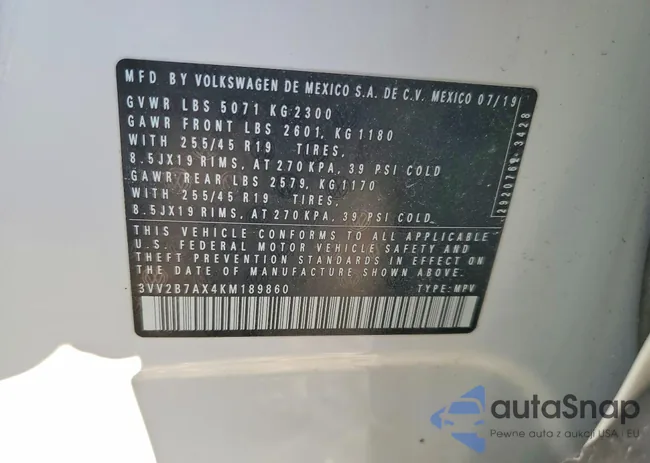 MFD BY VOLKSWAGEN DE MEXICO S.A. DE C.V. MEXICO 07/19
GVWR LBS 5071 KG 2300
GAWR FRONT LBS 2601, KG 1180
WITH 255/45 R19 TIRES,
8.5JX19 RIMS, AT 270 KPA, 39 PSI COLD
GAWR REAR LBS 2579, KG 1170
WITH 255/45 R19 TIRES,
8.5JX19 RIMS, AT 270 KPA, 39 PSI COLD
THIS VEHICLE CONFORMS TO ALL APPLICABLE
U.S. FEDERAL MOTOR VEHICLE SAFETY AND
THEFT PREVENTION STANDARDS IN EFFECT ON
THE DATE OF MANUFACTURE SHOWN ABOVE.
3VV2B7AX4KM189860 TYPE: MPV
autoSnap
Pewne auta z aukcji USA i EU